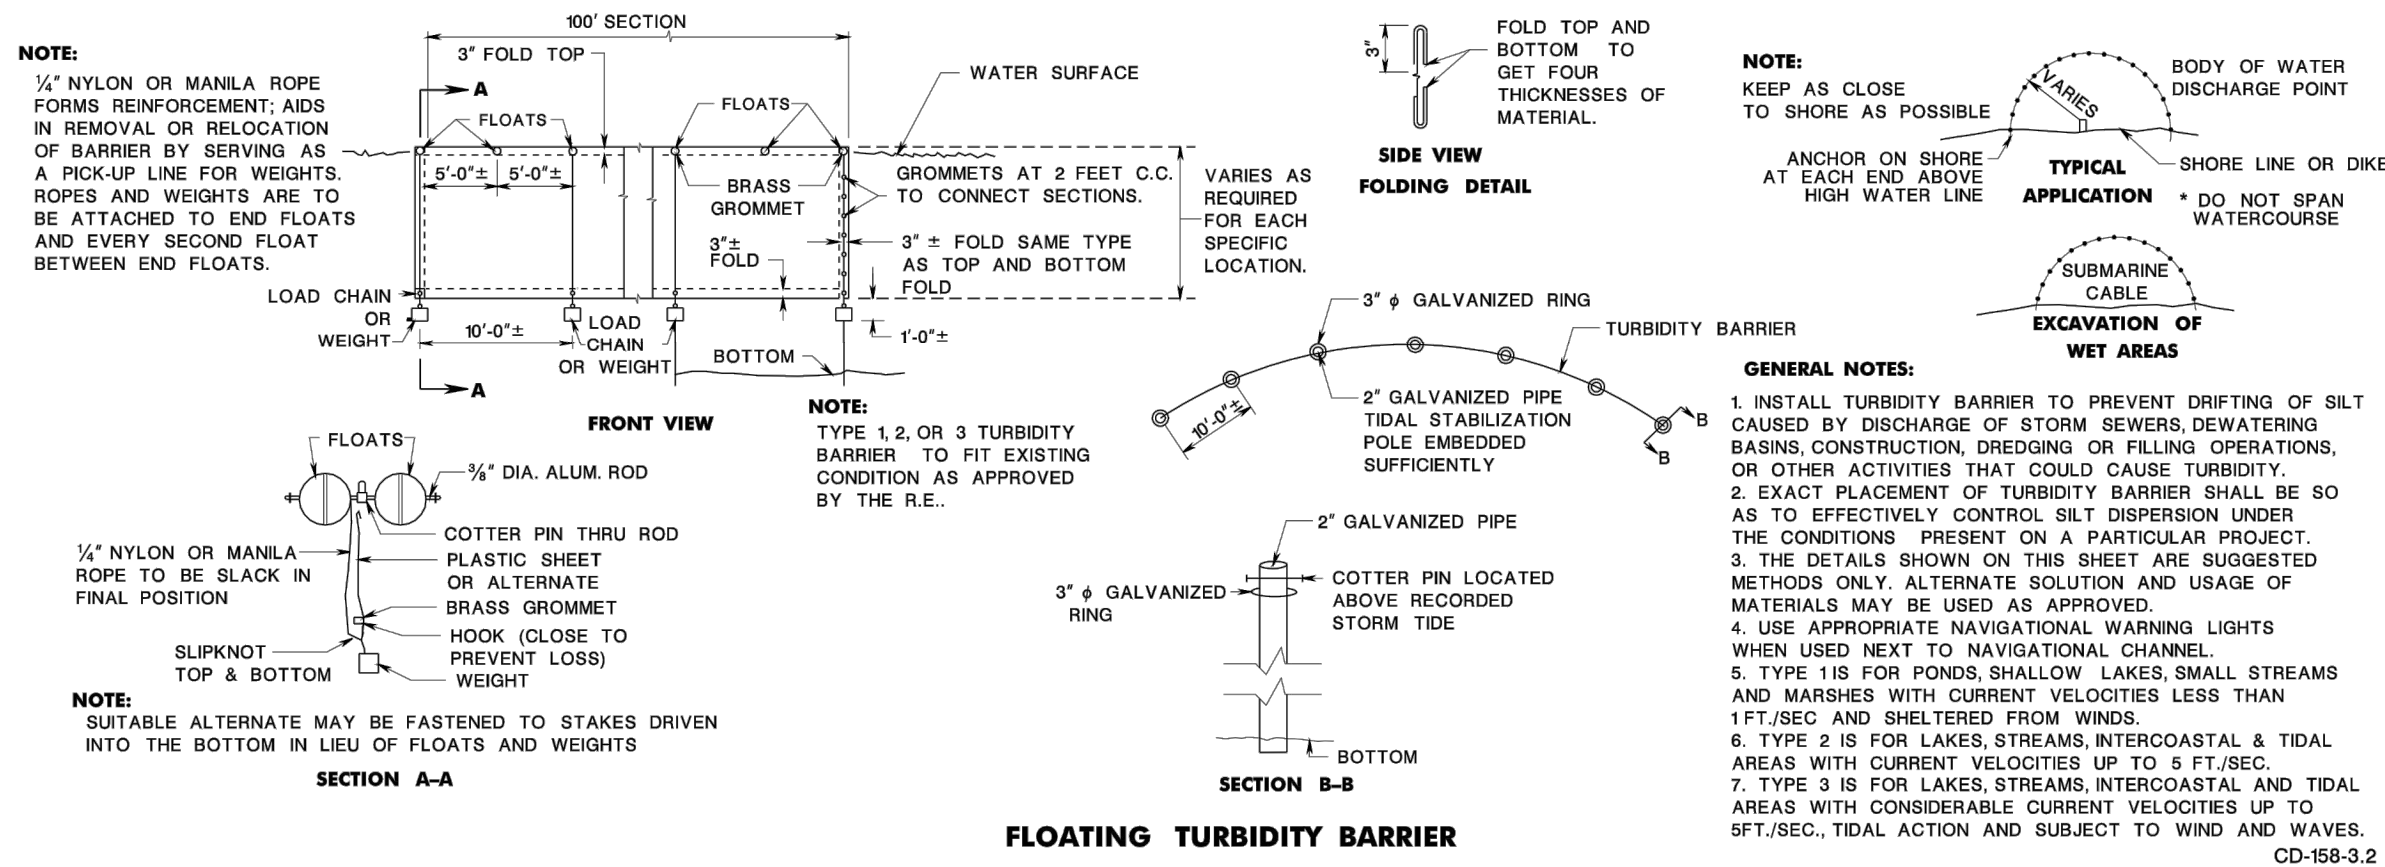 100' SECTION
NOTE:
¼" NYLON OR MANILA ROPE
FORMS REINFORCEMENT; AIDS
IN REMOVAL OR RELOCATION
OF BARRIER BY SERVING AS
A PICK-UP LINE FOR WEIGHTS.
ROPES AND WEIGHTS ARE TO
BE ATTACHED TO END FLOATS
AND EVERY SECOND FLOAT
BETWEEN END FLOATS.
3" FOLD TOP
A
FLOATS
FLOATS
WATER SURFACE
5'-0"±
5'-0"±
BRASS
GROMMET
GROMMETS AT 2 FEET C.C.
TO CONNECT SECTIONS.
3"±
FOLD
3" ± FOLD SAME TYPE
AS TOP AND BOTTOM
FOLD
VARIES AS
REQUIRED
FOR EACH
SPECIFIC
LOCATION.
LOAD CHAIN
OR
WEIGHT
10'-0"±
LOAD
CHAIN
OR WEIGHT
1'-0"±
BOTTOM
A
FRONT VIEW
NOTE:
TYPE 1, 2, OR 3 TURBIDITY
BARRIER TO FIT EXISTING
CONDITION AS APPROVED
BY THE R.E..
FLOATS
⅜" DIA. ALUM. ROD
COTTER PIN THRU ROD
¼" NYLON OR MANILA
ROPE TO BE SLACK IN
FINAL POSITION
PLASTIC SHEET
OR ALTERNATE
BRASS GROMMET
HOOK (CLOSE TO
PREVENT LOSS)
SLIPKNOT
TOP & BOTTOM
WEIGHT
NOTE:
SUITABLE ALTERNATE MAY BE FASTENED TO STAKES DRIVEN
INTO THE BOTTOM IN LIEU OF FLOATS AND WEIGHTS
SECTION A–A
3"
FOLD TOP AND
BOTTOM TO
GET FOUR
THICKNESSES OF
MATERIAL.
SIDE VIEW
FOLDING DETAIL
3" ϕ GALVANIZED RING
TURBIDITY BARRIER
2" GALVANIZED PIPE
TIDAL STABILIZATION
POLE EMBEDDED
SUFFICIENTLY
10'-0"±
B
B
2" GALVANIZED PIPE
3" ϕ GALVANIZED
RING
COTTER PIN LOCATED
ABOVE RECORDED
STORM TIDE
BOTTOM
SECTION B–B
NOTE:
KEEP AS CLOSE
TO SHORE AS POSSIBLE
VARIES
BODY OF WATER
DISCHARGE POINT
ANCHOR ON SHORE
AT EACH END ABOVE
HIGH WATER LINE
TYPICAL
APPLICATION
SHORE LINE OR DIKE
* DO NOT SPAN
WATERCOURSE
SUBMARINE
CABLE
EXCAVATION OF
WET AREAS
GENERAL NOTES:
1. INSTALL TURBIDITY BARRIER TO PREVENT DRIFTING OF SILT
CAUSED BY DISCHARGE OF STORM SEWERS, DEWATERING
BASINS, CONSTRUCTION, DREDGING OR FILLING OPERATIONS,
OR OTHER ACTIVITIES THAT COULD CAUSE TURBIDITY.
2. EXACT PLACEMENT OF TURBIDITY BARRIER SHALL BE SO
AS TO EFFECTIVELY CONTROL SILT DISPERSION UNDER
THE CONDITIONS PRESENT ON A PARTICULAR PROJECT.
3. THE DETAILS SHOWN ON THIS SHEET ARE SUGGESTED
METHODS ONLY. ALTERNATE SOLUTION AND USAGE OF
MATERIALS MAY BE USED AS APPROVED.
4. USE APPROPRIATE NAVIGATIONAL WARNING LIGHTS
WHEN USED NEXT TO NAVIGATIONAL CHANNEL.
5. TYPE 1 IS FOR PONDS, SHALLOW LAKES, SMALL STREAMS
AND MARSHES WITH CURRENT VELOCITIES LESS THAN
1 FT./SEC AND SHELTERED FROM WINDS.
6. TYPE 2 IS FOR LAKES, STREAMS, INTERCOASTAL & TIDAL
AREAS WITH CURRENT VELOCITIES UP TO 5 FT./SEC.
7. TYPE 3 IS FOR LAKES, STREAMS, INTERCOASTAL AND TIDAL
AREAS WITH CONSIDERABLE CURRENT VELOCITIES UP TO
5FT./SEC., TIDAL ACTION AND SUBJECT TO WIND AND WAVES.
FLOATING TURBIDITY BARRIER
CD-158-3.2